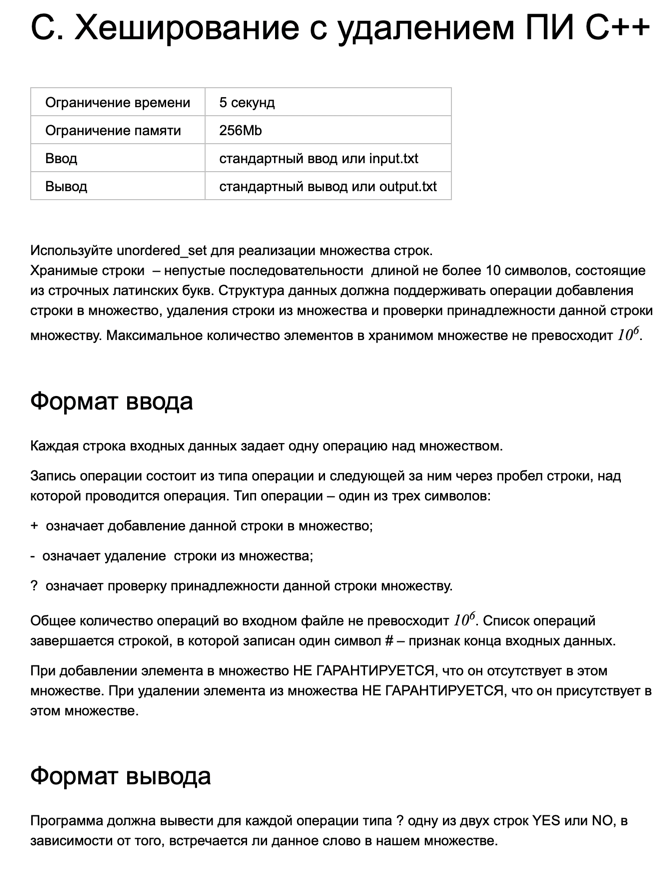 С. Хеширование с удалением ПИ С++
Ограничение времени 5 секунд
Ограничение памяти 256Mb
Ввод стандартный ввод или input.txt
Вывод стандартный вывод или output.txt
Используйте unordered_set для реализации множества строк.
Хранимые строки – непустые последовательности длиной не более 10 символов, состоящие
из строчных латинских букв. Структура данных должна поддерживать операции добавления
строки в множество, удаления строки из множества и проверки принадлежности данной строки
множеству. Максимальное количество элементов в хранимом множестве не превосходит 10⁶.
Формат ввода
Каждая строка входных данных задает одну операцию над множеством.
Запись операции состоит из типа операции и следующей за ним через пробел строки, над
которой проводится операция. Тип операции – один из трех символов:
+ означает добавление данной строки в множество;
- означает удаление строки из множества;
? означает проверку принадлежности данной строки множеству.
Общее количество операций во входном файле не превосходит 10⁶. Список операций
завершается строкой, в которой записан один символ # – признак конца входных данных.
При добавлении элемента в множество НЕ ГАРАНТИРУЕТСЯ, что он отсутствует в этом
множестве. При удалении элемента из множества НЕ ГАРАНТИРУЕТСЯ, что он присутствует в
этом множестве.
Формат вывода
Программа должна вывести для каждой операции типа ? одну из двух строк YES или NO, в
зависимости от того, встречается ли данное слово в нашем множестве.